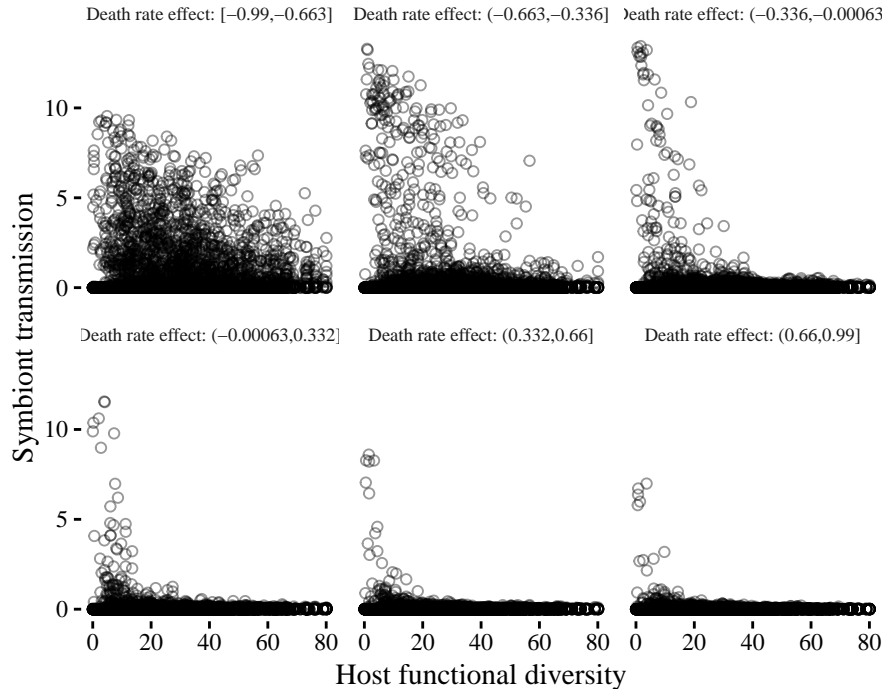 Death rate effect: [−0.99,−0.663]
Death rate effect: (−0.663,−0.336]
Death rate effect: (−0.336,−0.00063
10
5
0
Symbiont transmission
Death rate effect: (−0.00063,0.332]
Death rate effect: (0.332,0.66]
Death rate effect: (0.66,0.99]
10
5
0
0 20 40 60 80 0 20 40 60 80 0 20 40 60 80
Host functional diversity